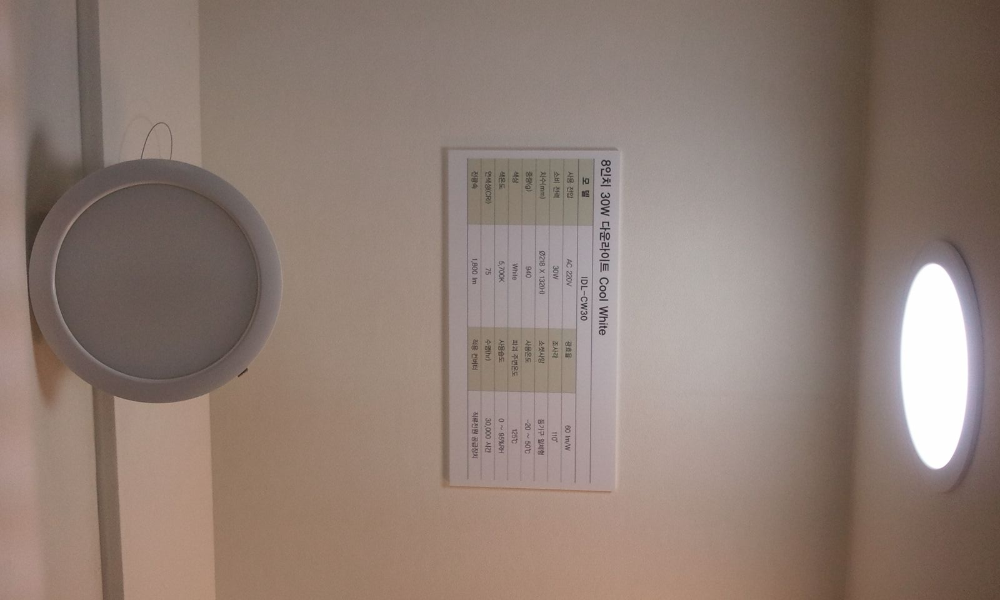 8인치 30W 다운라이트 Cool White
모 델 IDL-CW30
사용 전압 AC 220V 광효율 60 lm/W
소비 전력 30W 조사각 110°
치수(mm) Ø218 X 132(H) 소켓사양 등기구 일체형
중량(g) 940 사용온도 -20 ~ 50℃
색상 White 파괴 주변온도 125℃
색온도 5,700K 사용습도 0 ~ 95%RH
연색성(CRI) 75 수명(hr) 30,000 시간
전광속 1,800 lm 적용 컨버터 직류전원 공급장치